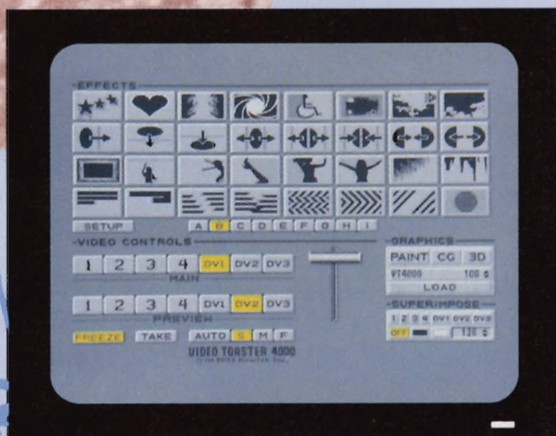 EFFECTS
SETUP A B C D E F G H I
VIDEO CONTROLS
1 2 3 4 DV1 DV2 DV3
MAIN
1 2 3 4 DV1 DV2 DV3
PREVIEW
FREEZE TAKE AUTO S M F
VIDEO TOASTER 4000
GRAPHICS
PAINT CG 3D
VT4000 100
LOAD
SUPERIMPOSE
1 2 3 4 DV1 DV2 DV3
OFF 128